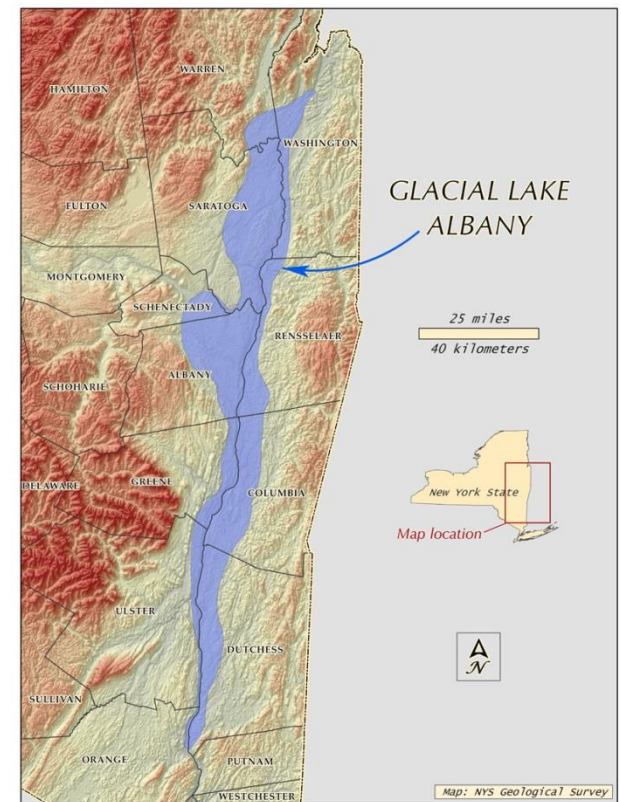 WARREN
HAMILTON
WASHINGTON
FULTON
SARATOGA
GLACIAL LAKE
ALBANY
MONTGOMERY
SCHENECTADY
25 miles
40 kilometers
RENSSELAER
ALBANY
SCHOHARIE
DELAWARE
GREENE
COLUMBIA
New York State
Map location
ULSTER
DUTCHESS
N
SULLIVAN
ORANGE
PUTNAM
WESTCHESTER
Map: NYS Geological Survey